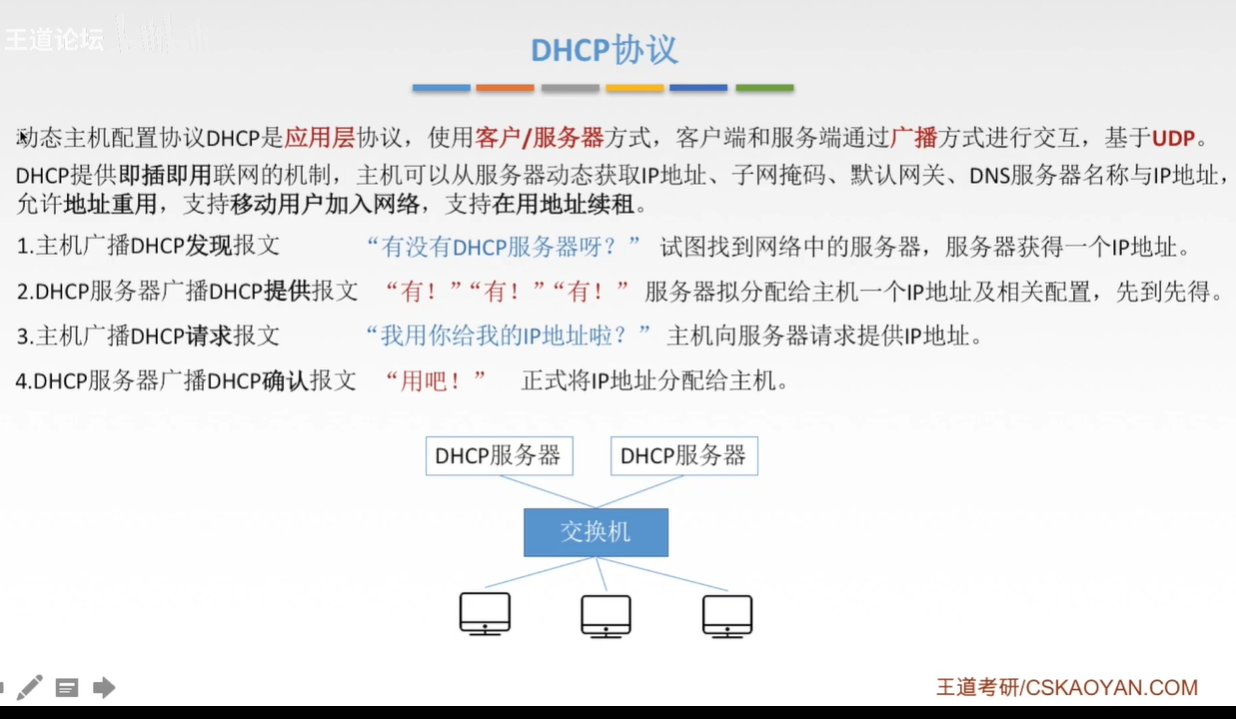 王道论坛
DHCP协议
动态主机配置协议DHCP是应用层协议，使用客户/服务器方式，客户端和服务端通过广播方式进行交互，基于UDP。
DHCP提供即插即用联网的机制，主机可以从服务器动态获取IP地址、子网掩码、默认网关、DNS服务器名称与IP地址，
允许地址重用，支持移动用户加入网络，支持在用地址续租。
1.主机广播DHCP发现报文 “有没有DHCP服务器呀？” 试图找到网络中的服务器，服务器获得一个IP地址。
2.DHCP服务器广播DHCP提供报文 “有！”“有！”“有！” 服务器拟分配给主机一个IP地址及相关配置，先到先得。
3.主机广播DHCP请求报文 “我用你给我的IP地址啦？” 主机向服务器请求提供IP地址。
4.DHCP服务器广播DHCP确认报文 “用吧！” 正式将IP地址分配给主机。
DHCP服务器 DHCP服务器
交换机
王道考研/CSKAOYAN.COM